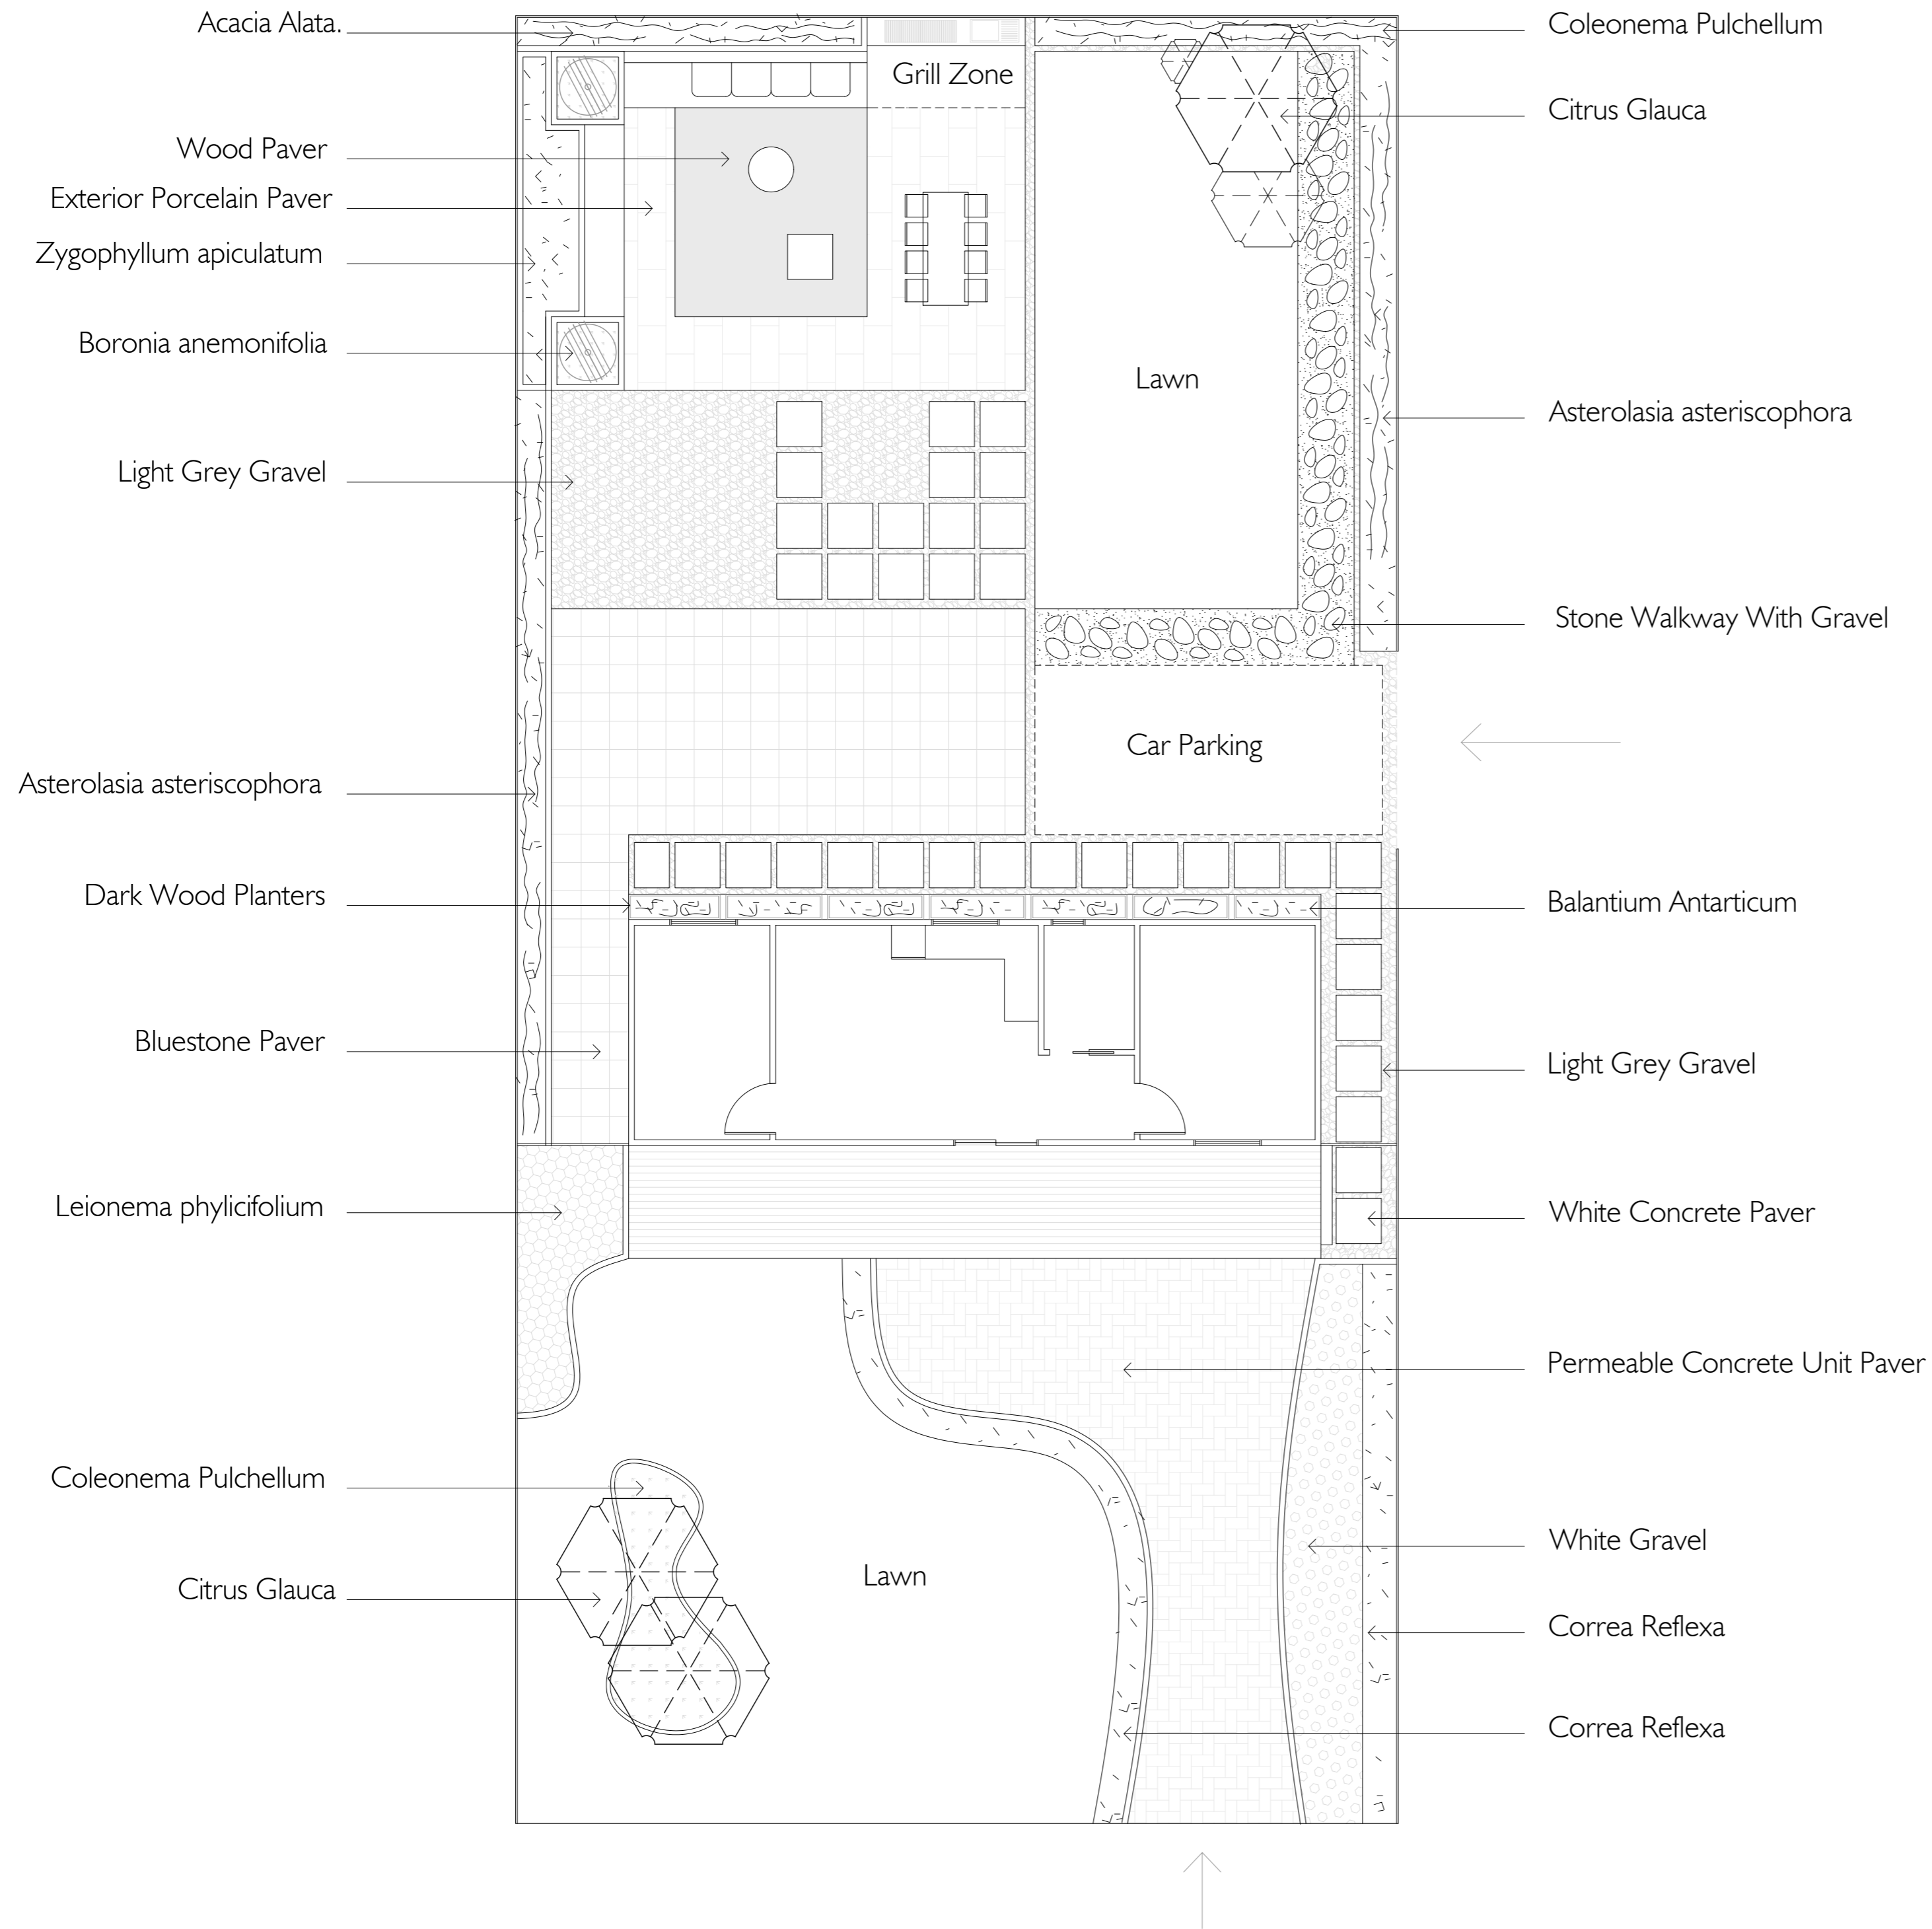 Acacia Alata.
Wood Paver
Exterior Porcelain Paver
Zygophyllum apiculatum
Boronia anemonifolia
Light Grey Gravel
Asterolasia asteriscophora
Dark Wood Planters
Bluestone Paver
Leionema phylicifolium
Coleonema Pulchellum
Citrus Glauca
Grill Zone
Lawn
Car Parking
Lawn
Coleonema Pulchellum
Citrus Glauca
Asterolasia asteriscophora
Stone Walkway With Gravel
Balantium Antarticum
Light Grey Gravel
White Concrete Paver
Permeable Concrete Unit Paver
White Gravel
Correa Reflexa
Correa Reflexa